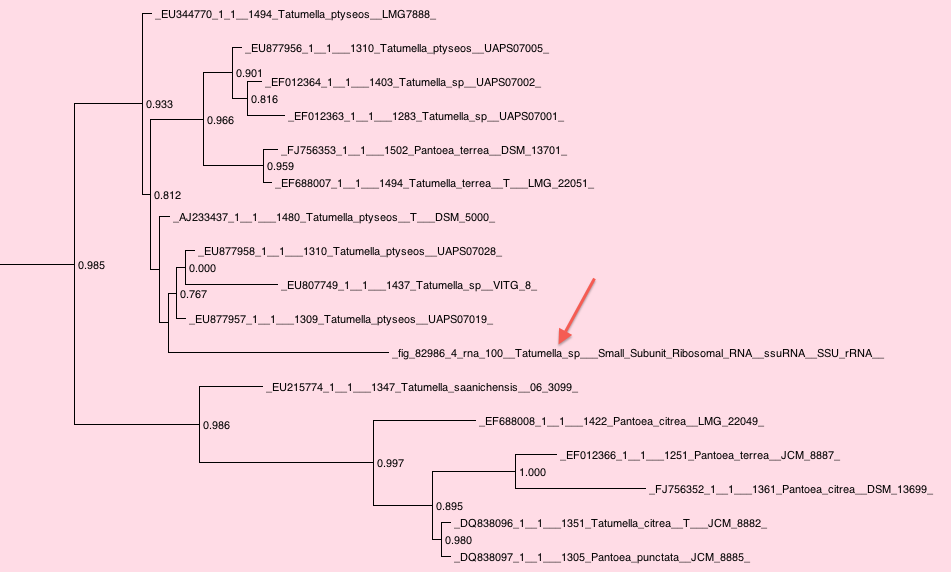 _EU344770_1_1__1494_Tatumella_ptyseos__LMG7888_
_EU877956_1__1___1310_Tatumella_ptyseos__UAPS07005_
0.901
_EF012364_1__1___1403_Tatumella_sp__UAPS07002_
0.816
0.933
_EF012363_1__1___1283_Tatumella_sp__UAPS07001_
0.966
_FJ756353_1__1___1502_Pantoea_terrea__DSM_13701_
0.959
_EF688007_1__1___1494_Tatumella_terrea__T___LMG_22051_
0.812
_AJ233437_1__1___1480_Tatumella_ptyseos__T___DSM_5000_
_EU877958_1__1___1310_Tatumella_ptyseos__UAPS07028_
0.985
0.000
_EU807749_1__1___1437_Tatumella_sp__VITG_8_
0.767
_EU877957_1__1___1309_Tatumella_ptyseos__UAPS07019_
_fig_82986_4_rna_100__Tatumella_sp___Small_Subunit_Ribosomal_RNA__ssuRNA__SSU_rRNA__
_EU215774_1__1___1347_Tatumella_saanichensis__06_3099_
0.986
_EF688008_1__1___1422_Pantoea_citrea__LMG_22049_
_EF012366_1__1___1251_Pantoea_terrea__JCM_8887_
0.997
1.000
_FJ756352_1__1___1361_Pantoea_citrea__DSM_13699_
0.895
_DQ838096_1__1___1351_Tatumella_citrea__T___JCM_8882_
0.980
_DQ838097_1__1___1305_Pantoea_punctata__JCM_8885_